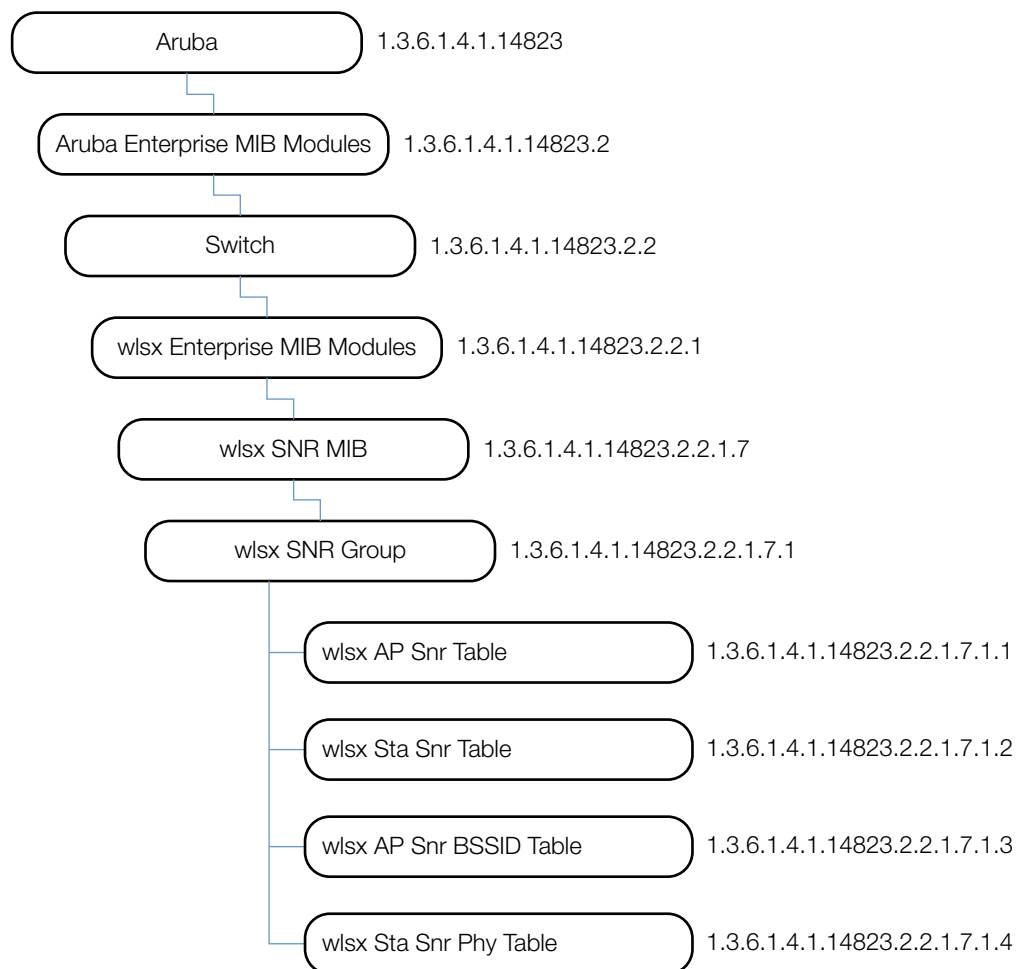 Aruba 1.3.6.1.4.1.14823
Aruba Enterprise MIB Modules 1.3.6.1.4.1.14823.2
Switch 1.3.6.1.4.1.14823.2.2
wlsx Enterprise MIB Modules 1.3.6.1.4.1.14823.2.2.1
wlsx SNR MIB 1.3.6.1.4.1.14823.2.2.1.7
wlsx SNR Group 1.3.6.1.4.1.14823.2.2.1.7.1
wlsx AP Snr Table 1.3.6.1.4.1.14823.2.2.1.7.1.1
wlsx Sta Snr Table 1.3.6.1.4.1.14823.2.2.1.7.1.2
wlsx AP Snr BSSID Table 1.3.6.1.4.1.14823.2.2.1.7.1.3
wlsx Sta Snr Phy Table 1.3.6.1.4.1.14823.2.2.1.7.1.4